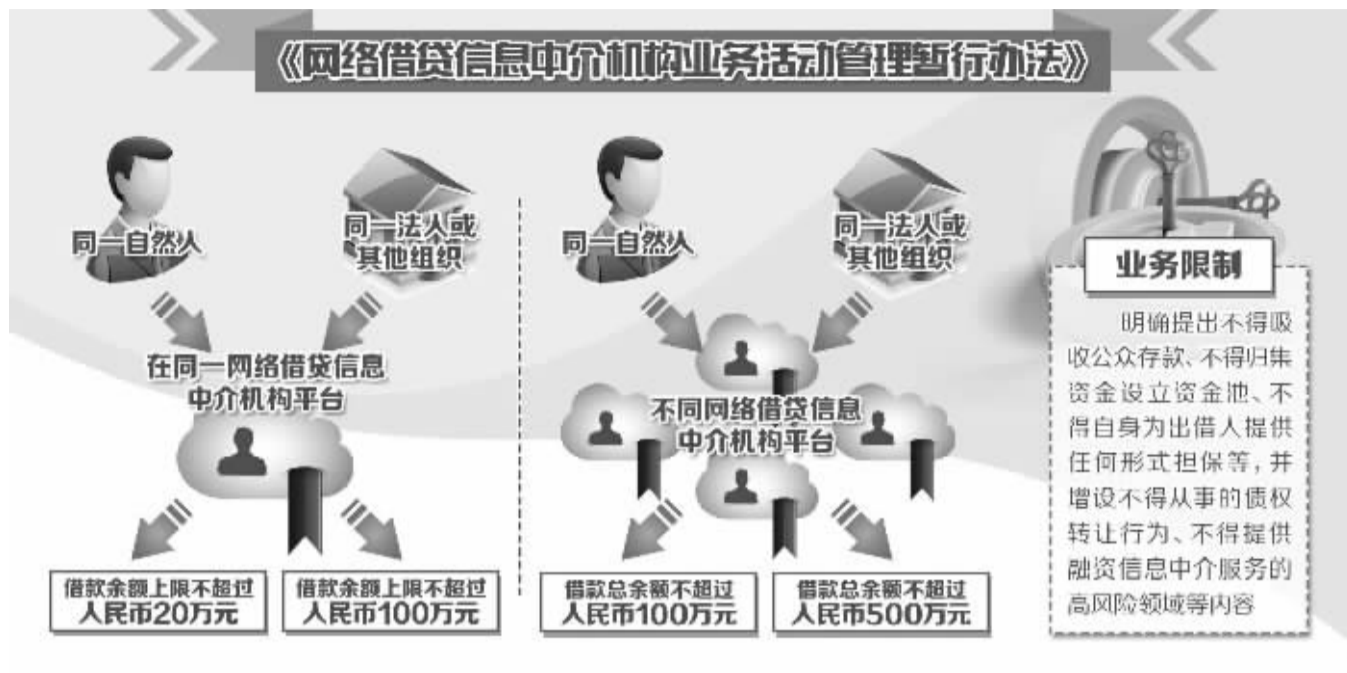 《网络借贷信息中介机构业务活动管理暂行办法》
同一自然人
同一法人或
其他组织
在同一网络借贷信息
中介机构平台
借款余额上限不超过
人民币20万元
借款余额上限不超过
人民币100万元
同一自然人
同一法人或
其他组织
不同网络借贷信息
中介机构平台
借款总余额不超过
人民币100万元
借款总余额不超过
人民币500万元
业务限制
明确提出不得吸
收公众存款、不得归集
资金设立资金池、不
得自身为出借人提供
任何形式担保等，并
增设不得从事的债权
转让行为、不得提供
融资信息中介服务的
高风险领域等内容